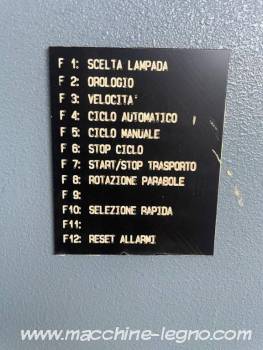 F 1: SCELTA LAMPADA
F 2: OROLOGIO
F 3: VELOCITA'
F 4: CICLO AUTOMATICO
F 5: CICLO MANUALE
F 6: STOP CICLO
F 7: START/STOP TRASPORTO
F 8: ROTAZIONE PARABOLE
F 9:
F10: SELEZIONE RAPIDA
F11:
F12: RESET ALLARMI
www.macchine-legno.com